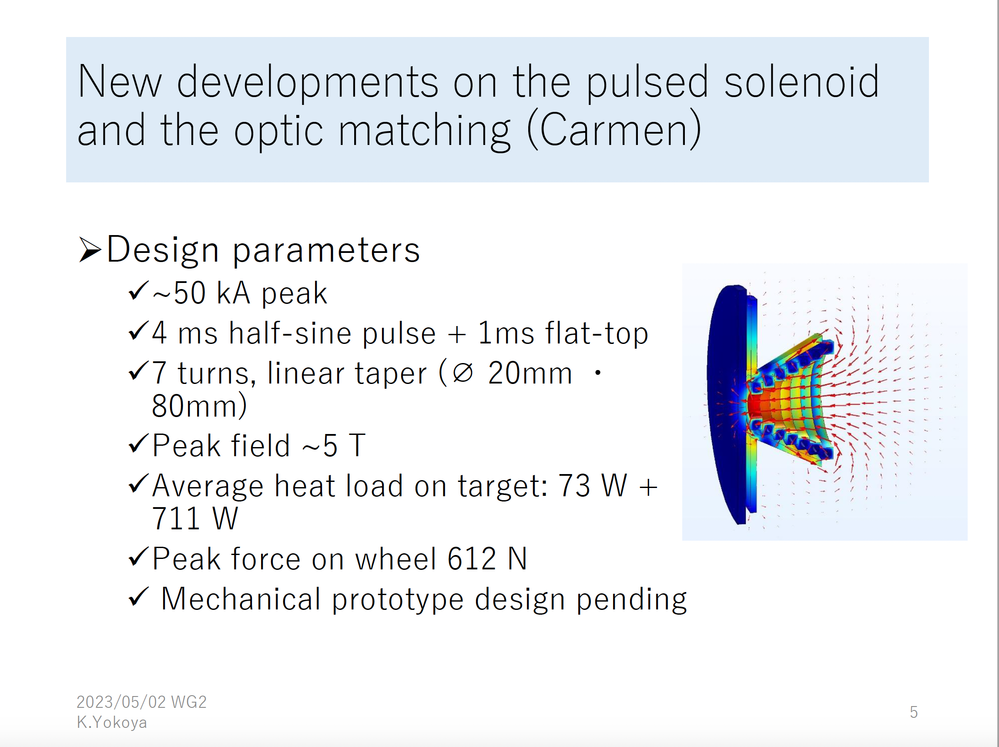 New developments on the pulsed solenoid
and the optic matching (Carmen)
➢Design parameters
✓~50 kA peak
✓4 ms half-sine pulse + 1ms flat-top
✓7 turns, linear taper (∅ 20mm ・
80mm)
✓Peak field ~5 T
✓Average heat load on target: 73 W +
711 W
✓Peak force on wheel 612 N
✓ Mechanical prototype design pending
2023/05/02 WG2
K.Yokoya
5